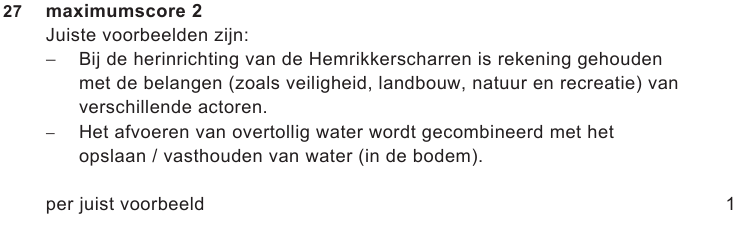 27 maximumscore 2
Juiste voorbeelden zijn:
− Bij de herinrichting van de Hemrikkerscharren is rekening gehouden
met de belangen (zoals veiligheid, landbouw, natuur en recreatie) van
verschillende actoren.
− Het afvoeren van overtollig water wordt gecombineerd met het
opslaan / vasthouden van water (in de bodem).
per juist voorbeeld 1